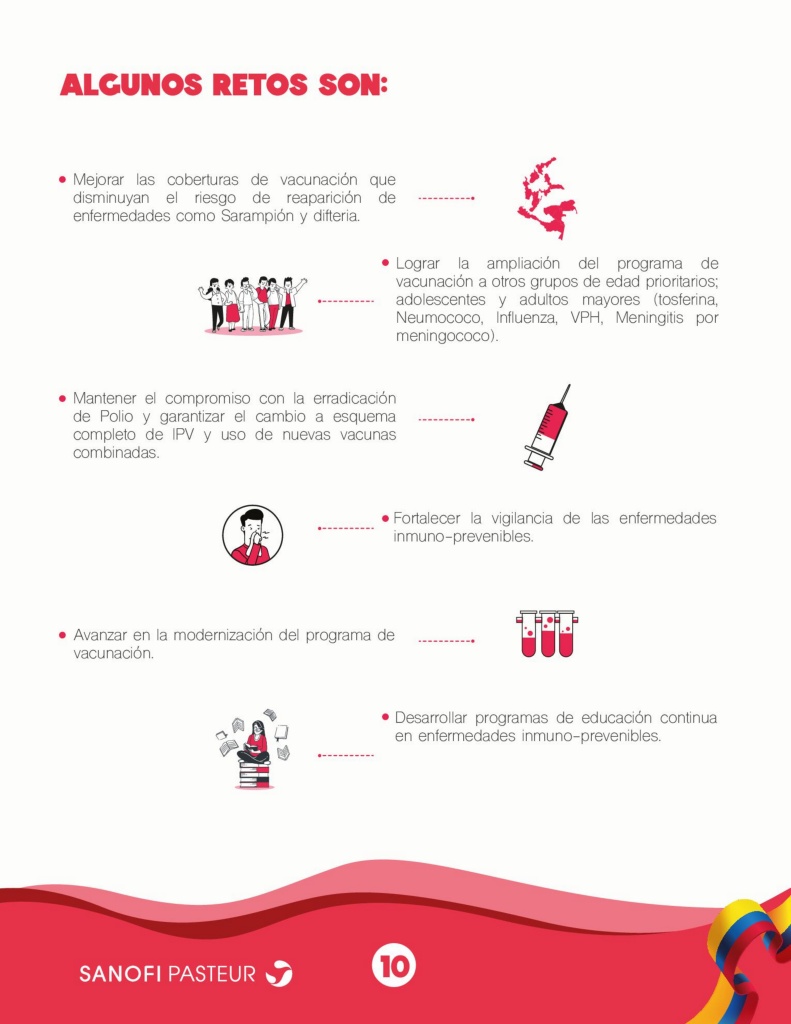 ALGUNOS RETOS SON:
Mejorar las coberturas de vacunación que
disminuyan el riesgo de reaparición de
enfermedades como Sarampión y difteria.
Lograr la ampliación del programa de
vacunación a otros grupos de edad prioritarios;
adolescentes y adultos mayores (tosferina,
Neumococo, Influenza, VPH, Meningitis por
meningococo).
Mantener el compromiso con la erradicación
de Polio y garantizar el cambio a esquema
completo de IPV y uso de nuevas vacunas
combinadas.
Fortalecer la vigilancia de las enfermedades
inmuno-prevenibles.
Avanzar en la modernización del programa de
vacunación.
Desarrollar programas de educación continua
en enfermedades inmuno-prevenibles.
SANOFI PASTEUR
10